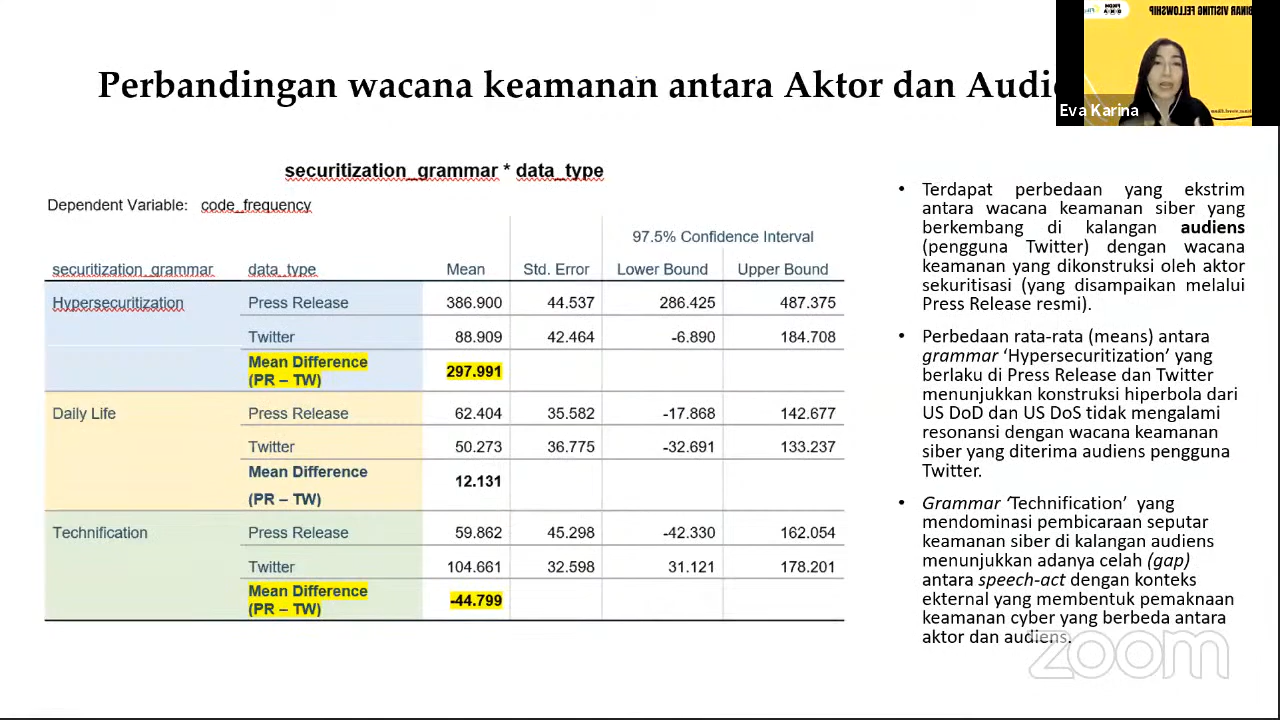 BINAR VISITING FELLOWSHIP
Perbandingan wacana keamanan antara Aktor dan Audie
Eva Karina
securitization_grammar * data_type
Dependent Variable: code_frequency
97.5% Confidence Interval
securitization_grammar data_type Mean Std. Error Lower Bound Upper Bound
Hypersecuritization Press Release 386.900 44.537 286.425 487.375
Twitter 88.909 42.464 -6.890 184.708
Mean Difference
(PR – TW)
297.991
Daily Life Press Release 62.404 35.582 -17.868 142.677
Twitter 50.273 36.775 -32.691 133.237
Mean Difference
(PR – TW)
12.131
Technification Press Release 59.862 45.298 -42.330 162.054
Twitter 104.661 32.598 31.121 178.201
Mean Difference
(PR – TW)
-44.799
• Terdapat perbedaan yang ekstrim
antara wacana keamanan siber yang
berkembang di kalangan audiens
(pengguna Twitter) dengan wacana
keamanan yang dikonstruksi oleh aktor
sekuritisasi (yang disampaikan melalui
Press Release resmi).
• Perbedaan rata-rata (means) antara
grammar ‘Hypersecuritization’ yang
berlaku di Press Release dan Twitter
menunjukkan konstruksi hiperbola dari
US DoD dan US DoS tidak mengalami
resonansi dengan wacana keamanan
siber yang diterima audiens pengguna
Twitter.
• Grammar ‘Technification’ yang
mendominasi pembicaraan seputar
keamanan siber di kalangan audiens
menunjukkan adanya celah (gap)
antara speech-act dengan konteks
ekternal yang membentuk pemaknaan
keamanan cyber yang berbeda antara
aktor dan audiens.
zoom